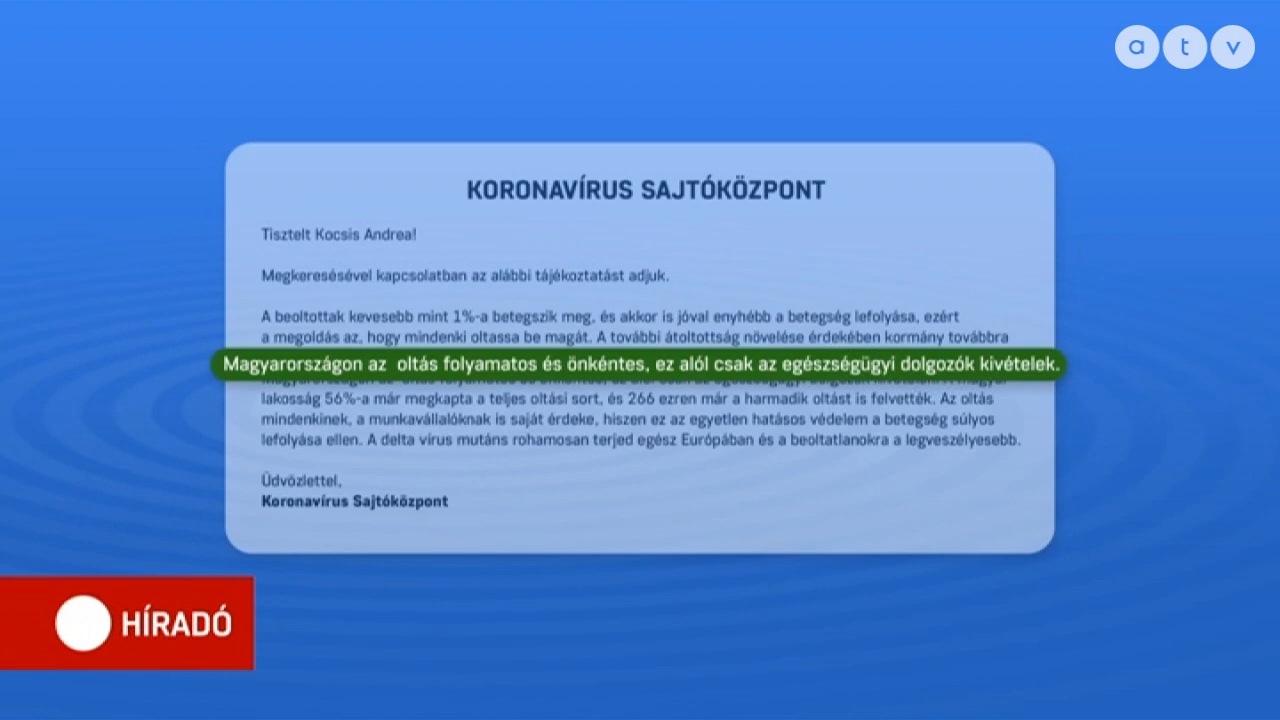 atv
KORONAVÍRUS SAJTÓKÖZPONT
Tisztelt Kocsis Andrea!
Megkeresésével kapcsolatban az alábbi tájékoztatást adjuk.
A beoltottak kevesebb mint 1%-a betegszik meg, és akkor is jóval enyhébb a betegség lefolyása, ezért
a megoldás az, hogy mindenki oltassa be magát. A további átoltottság növelése érdekében kormány továbbra
Magyarországon az oltás folyamatos és önkéntes, ez alól csak az egészségügyi dolgozók kivételek.
lakosság 56%-a már megkapta a teljes oltási sort, és 266 ezren már a harmadik oltást is felvették. Az oltás
mindenkinek, a munkavállalóknak is saját érdeke, hiszen ez az egyetlen hatásos védelem a betegség súlyos
lefolyása ellen. A delta vírus mutáns rohamosan terjed egész Európában és a beoltatlanokra a legveszélyesebb.
Üdvözlettel,
Koronavírus Sajtóközpont
HÍRADÓ